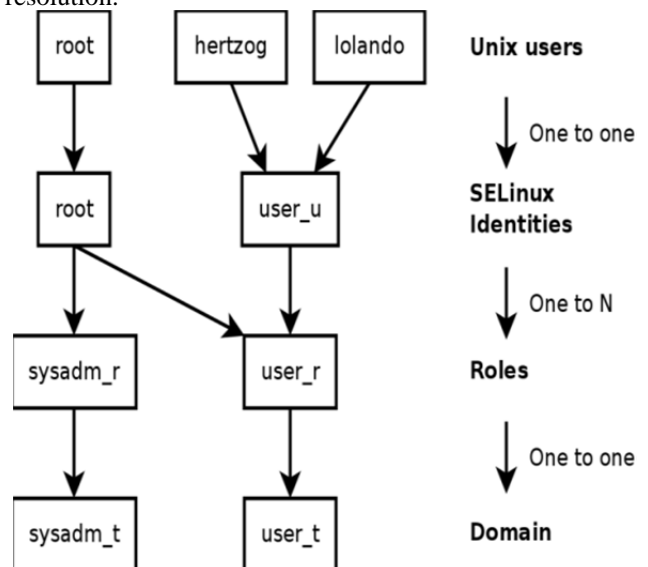 resolution.
root hertzog lolando Unix users
One to one
root user_u SELinux
Identities
One to N
sysadm_r user_r Roles
One to one
sysadm_t user_t Domain